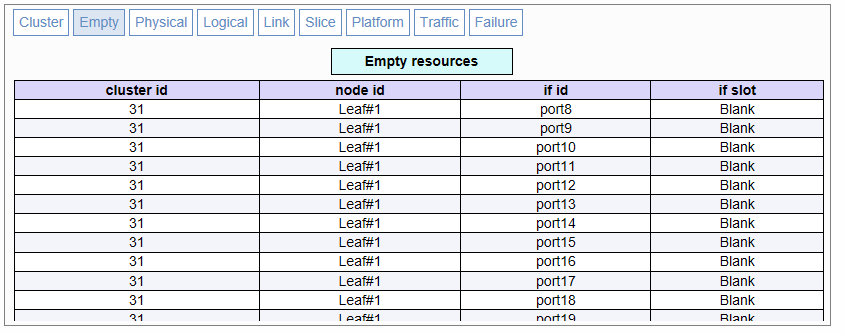 Cluster Empty Physical Logical Link Slice Platform Traffic Failure
Empty resources
cluster id node id if id if slot
31 Leaf#1 port8 Blank
31 Leaf#1 port9 Blank
31 Leaf#1 port10 Blank
31 Leaf#1 port11 Blank
31 Leaf#1 port12 Blank
31 Leaf#1 port13 Blank
31 Leaf#1 port14 Blank
31 Leaf#1 port15 Blank
31 Leaf#1 port16 Blank
31 Leaf#1 port17 Blank
31 Leaf#1 port18 Blank
31 Leaf#1 port19 Blank